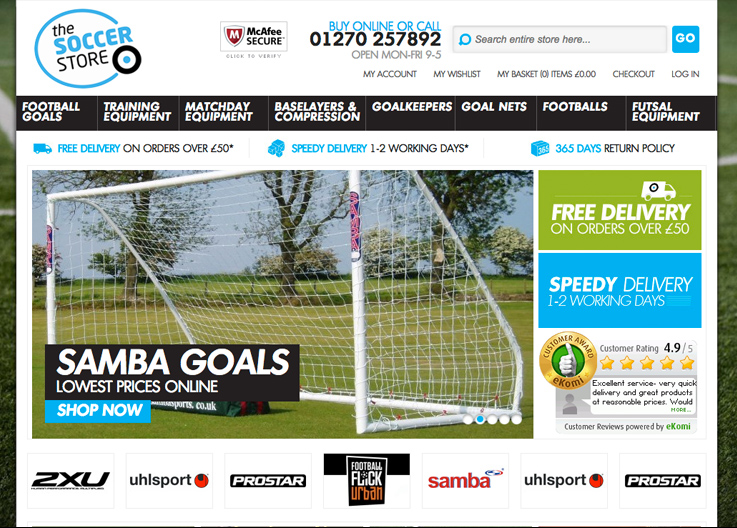 the
SOCCER
STORE
McAfee
SECURE
CLICK TO VERIFY
BUY ONLINE OR CALL
01270 257892
OPEN MON-FRI 9-5
Search entire store here...
GO
MY ACCOUNT MY WISHLIST MY BASKET (0) ITEMS £0.00 CHECKOUT LOG IN
FOOTBALL
GOALS
TRAINING
EQUIPMENT
MATCHDAY
EQUIPMENT
BASELAYERS &
COMPRESSION
GOALKEEPERS
GOAL NETS
FOOTBALLS
FUTSAL
EQUIPMENT
FREE DELIVERY ON ORDERS OVER £50*
SPEEDY DELIVERY 1-2 WORKING DAYS*
365 DAYS RETURN POLICY
SAMBA GOALS
LOWEST PRICES ONLINE
SHOP NOW
sports.co.uk
FREE DELIVERY
ON ORDERS OVER £50
SPEEDY DELIVERY
1-2 WORKING DAYS
CUSTOMER AWARD
eKomi
Customer Rating 4.9 /5
Excellent service- very quick
delivery and great products
at reasonable prices. Would
MORE...
Customer Reviews powered by eKomi
2XU
uhlsport
PROSTAR
FOOTBALL
FLICK
URBAN
samba
uhlsport
PROSTAR